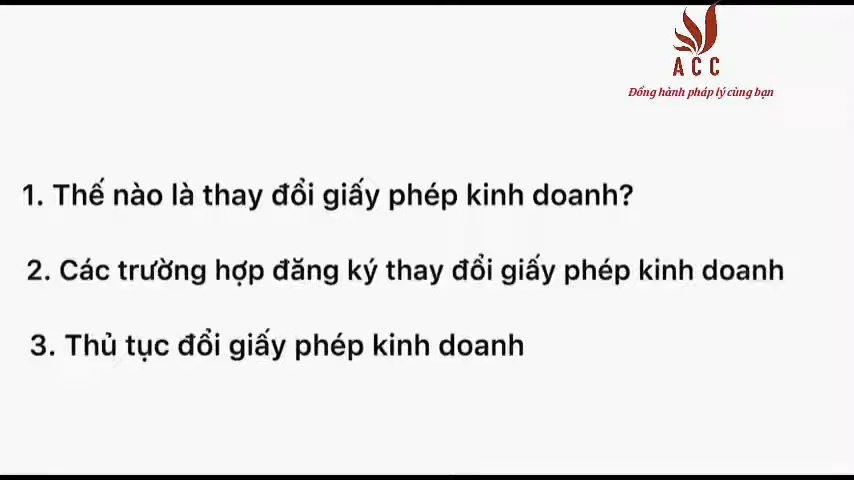 ACC
Đồng hành pháp lý cùng bạn
1. Thế nào là thay đổi giấy phép kinh doanh?
2. Các trường hợp đăng ký thay đổi giấy phép kinh doanh
3. Thủ tục đổi giấy phép kinh doanh